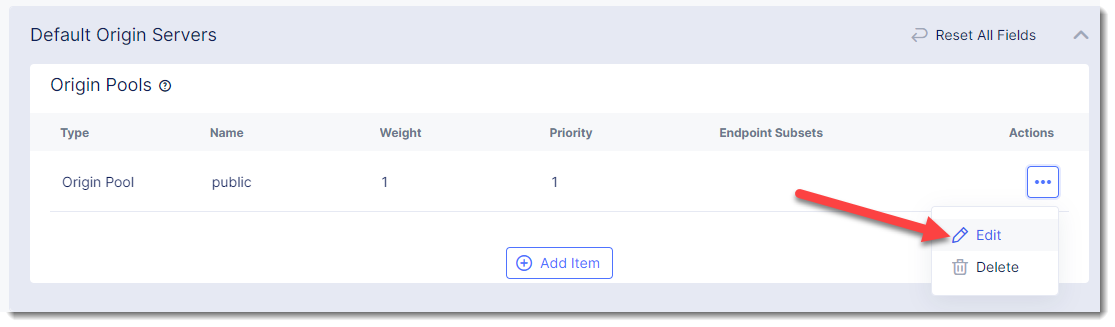 Default Origin Servers Reset All Fields
Origin Pools
Type Name Weight Priority Endpoint Subsets Actions
Origin Pool public 1 1
Edit
Add Item
Delete